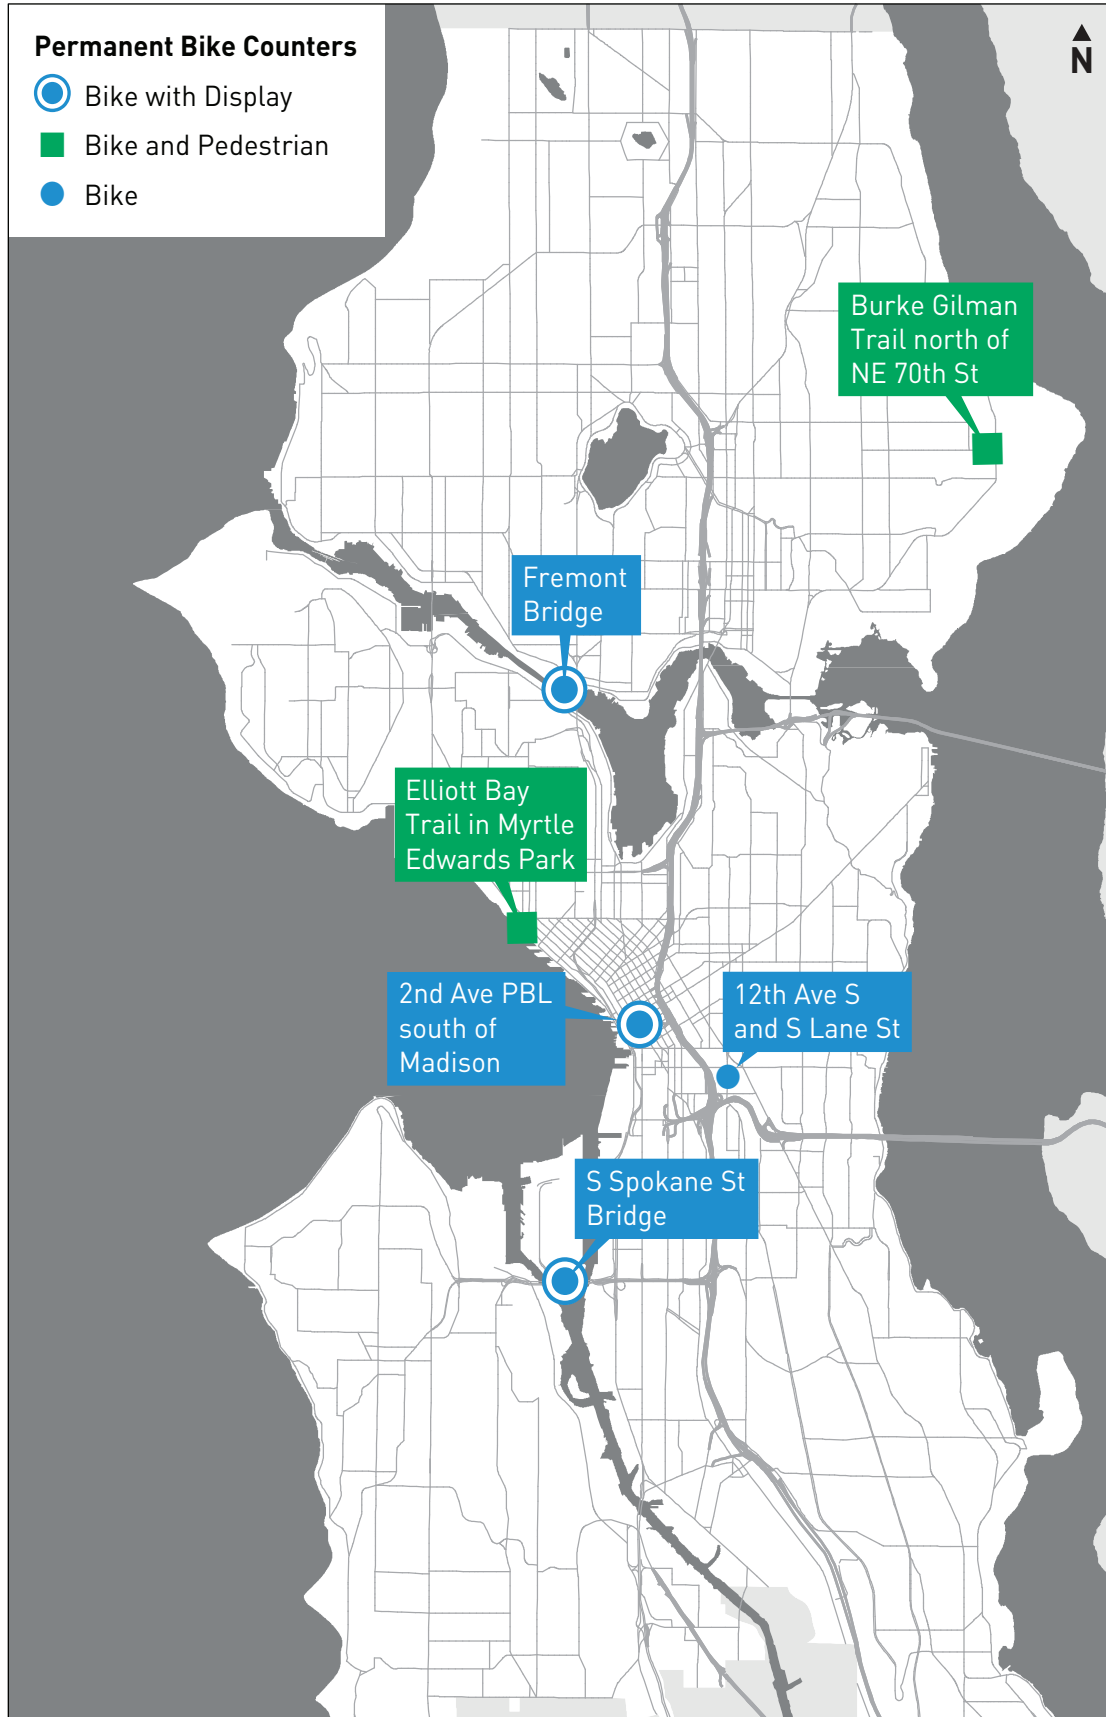 Permanent Bike Counters
Bike with Display
Bike and Pedestrian
Bike
N
Burke Gilman
Trail north of
NE 70th St
Fremont
Bridge
Elliott Bay
Trail in Myrtle
Edwards Park
2nd Ave PBL
south of
Madison
12th Ave S
and S Lane St
S Spokane St
Bridge